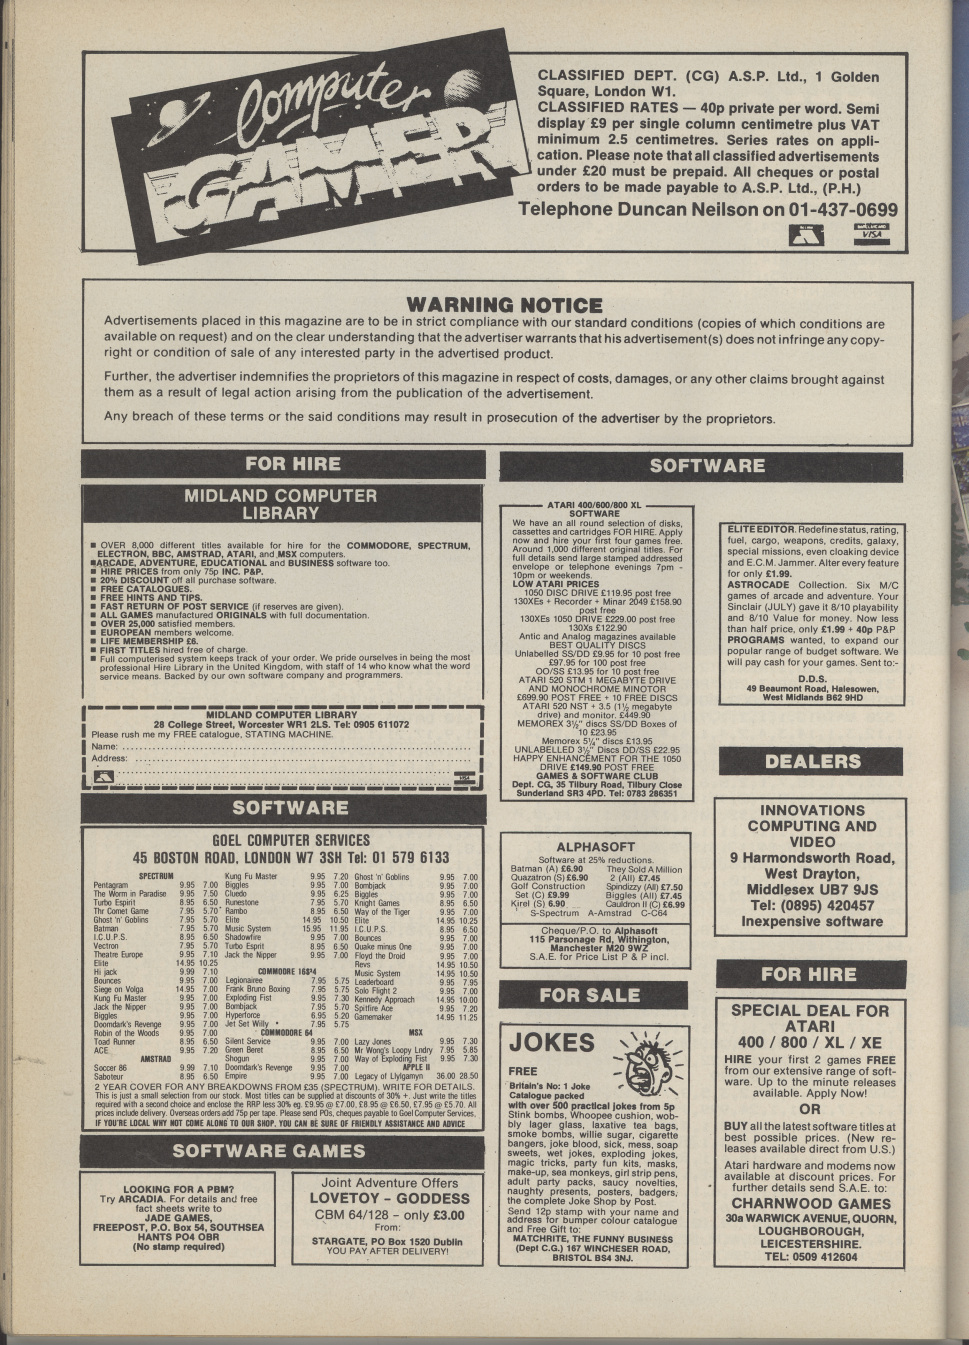 Computer
GAMER
CLASSIFIED DEPT. (CG) A.S.P. Ltd., 1 Golden
Square, London W1.
CLASSIFIED RATES — 40p private per word. Semi
display £9 per single column centimetre plus VAT
minimum 2.5 centimetres. Series rates on appli-
cation. Please note that all classified advertisements
under £20 must be prepaid. All cheques or postal
orders to be made payable to A.S.P. Ltd., (P.H.)
Telephone Duncan Neilson on 01-437-0699
VISA
WARNING NOTICE
Advertisements placed in this magazine are to be in strict compliance with our standard conditions (copies of which conditions are
available on request) and on the clear understanding that the advertiser warrants that his advertisement(s) does not infringe any copy-
right or condition of sale of any interested party in the advertised product.
Further, the advertiser indemnifies the proprietors of this magazine in respect of costs, damages, or any other claims brought against
them as a result of legal action arising from the publication of the advertisement.
Any breach of these terms or the said conditions may result in prosecution of the advertiser by the proprietors.
FOR HIRE
MIDLAND COMPUTER
LIBRARY
■ OVER 8,000 different titles available for hire for the COMMODORE, SPECTRUM,
ELECTRON, BBC, AMSTRAD, ATARI, and MSX computers.
■ ARCADE, ADVENTURE, EDUCATIONAL and BUSINESS software too.
■ HIRE PRICES from only 75p INC. P&P.
■ 20% DISCOUNT off all purchase software.
■ FREE CATALOGUES.
■ FREE HINTS AND TIPS.
■ FAST RETURN OF POST SERVICE (if reserves are given).
■ ALL GAMES manufactured ORIGINALS with full documentation.
■ OVER 25,000 satisfied members.
■ EUROPEAN members welcome.
■ LIFE MEMBERSHIP £6.
■ FIRST TITLES hired free of charge.
■ Full computerised system keeps track of your order. We pride ourselves in being the most
professional Hire Library in the United Kingdom, with staff of 14 who know what the word
service means. Backed by our own software company and programmers.
MIDLAND COMPUTER LIBRARY
28 College Street, Worcester WR1 2LS. Tel: 0905 611072
Please rush me my FREE catalogue, STATING MACHINE.
Name:
Address:
VISA
SOFTWARE
GOEL COMPUTER SERVICES
45 BOSTON ROAD, LONDON W7 3SH Tel: 01 579 6133
SPECTRUM
Pentagram 9.95 7.00
The Worm in Paradise 9.95 7.50
Turbo Espirit 8.95 6.50
Thr Comet Game 7.95 5.70
Ghost 'n' Goblins 7.95 5.70
Batman 7.95 5.70
I.C.U.P.S. 8.95 6.50
Vectron 7.95 5.70
Theatre Europe 9.95 7.10
Elite 14.95 10.25
Hi jack 9.99 7.10
Bounces 9.95 7.00
Siege on Volga 14.95 7.00
Kung Fu Master 9.95 7.00
Jack the Nipper 9.95 7.00
Biggles 9.95 7.00
Doomdark's Revenge 9.95 7.00
Robin of the Woods 9.95 7.00
Toad Runner 8.95 6.50
ACE 9.95 7.20
AMSTRAD
Soccer 86 9.99 7.10
Saboteur 8.95 6.50
Kung Fu Master 9.95 7.20
Biggles 9.95 7.00
Cluedo 9.95 6.25
Runestone 7.95 5.70
Rambo 8.95 6.50
Elite 14.95 10.50
Music System 15.95 11.95
Shadowfire 9.95 7.00
Turbo Esprit 8.95 6.50
Jack the Nipper 9.95 7.00
COMMODORE 16&P4
Legionairee 7.95 5.75
Frank Bruno Boxing 7.95 5.75
Exploding Fist 9.95 7.30
Bombjack 7.95 5.70
Hyperforce 6.95 5.20
Jet Set Willy 7.95 5.75
COMMODORE 64
Silent Service 9.95 7.00
Green Beret 8.95 6.50
Shogun 9.95 7.00
Doomdark's Revenge 9.95 7.00
Empire 9.95 7.00
Ghost 'n' Goblins 9.95 7.00
Bombjack 9.95 7.00
Biggles 9.95 7.00
Knight Games 8.95 6.50
Way of the Tiger 9.95 7.00
Elite 14.95 10.25
I.C.U.P.S. 8.95 6.50
Bounces 9.95 7.00
Quake minus One 9.95 7.00
Floyd the Droid 9.95 7.00
Revs 14.95 10.50
Music System 14.95 10.50
Leaderboard 9.95 7.95
Solo Flight 2 9.95 7.00
Kennedy Approach 14.95 10.00
Spitfire Ace 9.95 7.20
Gamemaker 14.95 11.25
MSX
Lazy Jones 9.95 7.30
Mr Wong's Loopy Lndry 7.95 5.85
Way of Exploding Fist 9.95 7.30
APPLE II
Legacy of Llylgamyn 36.00 28.50
2 YEAR COVER FOR ANY BREAKDOWNS FROM £35 (SPECTRUM). WRITE FOR DETAILS.
This is just a small selection from our stock. Most titles can be supplied at discounts of 30% +. Just write the titles
required with a second choice and enclose the RRP less 30% eg. £9.95 @ £7.00, £8.95 @ £6.50, £7.95 @ £5.70. All
prices include delivery. Overseas orders add 75p per tape. Please send POs, cheques payable to Goel Computer Services,
IF YOU'RE LOCAL WHY NOT COME ALONG TO OUR SHOP. YOU CAN BE SURE OF FRIENDLY ASSISTANCE AND ADVICE
SOFTWARE GAMES
LOOKING FOR A PBM?
Try ARCADIA. For details and free
fact sheets write to
JADE GAMES,
FREEPOST, P.O. Box 54, SOUTHSEA
HANTS PO4 OBR
(No stamp required)
Joint Adventure Offers
LOVETOY – GODDESS
CBM 64/128 – only £3.00
From:
STARGATE, PO Box 1520 Dublin
YOU PAY AFTER DELIVERY!
SOFTWARE
ATARI 400/600/800 XL
SOFTWARE
We have an all round selection of disks,
cassettes and cartridges FOR HIRE. Apply
now and hire your first four games free.
Around 1,000 different original titles. For
full details send large stamped addressed
envelope or telephone evenings 7pm -
10pm or weekends.
LOW ATARI PRICES
1050 DISC DRIVE £119.95 post free
130XEs + Recorder + Minar 2049 £158.90
post free
130XEs 1050 DRIVE £229.00 post free
130Xs £122.90
Antic and Analog magazines available
BEST QUALITY DISCS
Unlabelled SS/DD £9.95 for 10 post free
£97.95 for 100 post free
OO/SS £13.95 for 10 post free
ATARI 520 STM 1 MEGABYTE DRIVE
AND MONOCHROME MINOTOR
£699.90 POST FREE + 10 FREE DISCS
ATARI 520 NST + 3.5 (1½ megabyte
drive) and monitor. £449.90
MEMOREX 3½" discs SS/DD Boxes of
10 £23.95
Memorex 5¼" discs £13.95
UNLABELLED 3½" Discs DD/SS £22.95
HAPPY ENHANCEMENT FOR THE 1050
DRIVE £149.90 POST FREE
GAMES & SOFTWARE CLUB
Dept. CG, 35 Tilbury Road, Tilbury Close
Sunderland SR3 4PD. Tel: 0783 286351
ALPHASOFT
Software at 25% reductions.
Batman (A) £6.90 They Sold A Million
Quazatron (S) £6.90 2 (All) £7.45
Golf Construction Spindizzy (All) £7.50
Set (C) £9.99 Biggles (All) £7.45
Kirel (S) 6.90 Cauldron II (C) £6.99
S-Spectrum A-Amstrad C-C64
Cheque/P.O. to Alphasoft
115 Parsonage Rd, Withington,
Manchester M20 9WZ
S.A.E. for Price List P & P incl.
FOR SALE
JOKES
FREE
Britain's No: 1 Joke
Catalogue packed
with over 500 practical jokes from 5p
Stink bombs, Whoopee cushion, wob-
bly lager glass, laxative tea bags,
smoke bombs, willie sugar, cigarette
bangers, joke blood, sick, mess, soap
sweets, wet jokes, exploding jokes,
magic tricks, party fun kits, masks,
make-up, sea monkeys, girl strip pens,
adult party packs, saucy novelties,
naughty presents, posters, badgers,
the complete Joke Shop by Post.
Send 12p stamp with your name and
address for bumper colour catalogue
and Free Gift to:
MATCHRITE, THE FUNNY BUSINESS
(Dept C.G.) 167 WINCHESER ROAD,
BRISTOL BS4 3NJ.
ELITE EDITOR. Redefine status, rating,
fuel, cargo, weapons, credits, galaxy,
special missions, even cloaking device
and E.C.M. Jammer. Alter every feature
for only £1.99.
ASTROCADE Collection. Six M/C
games of arcade and adventure. Your
Sinclair (JULY) gave it 8/10 playability
and 8/10 Value for money. Now less
than half price, only £1.99 + 40p P&P
PROGRAMS wanted, to expand our
popular range of budget software. We
will pay cash for your games. Sent to:-
D.D.S.
49 Beaumont Road, Halesowen,
West Midlands B62 9HD
DEALERS
INNOVATIONS
COMPUTING AND
VIDEO
9 Harmondsworth Road,
West Drayton,
Middlesex UB7 9JS
Tel: (0895) 420457
Inexpensive software
FOR HIRE
SPECIAL DEAL FOR
ATARI
400 / 800 / XL / XE
HIRE your first 2 games FREE
from our extensive range of soft-
ware. Up to the minute releases
available. Apply Now!
OR
BUY all the latest software titles at
best possible prices. (New re-
leases available direct from U.S.)
Atari hardware and modems now
available at discount prices. For
further details send S.A.E. to:
CHARNWOOD GAMES
30a WARWICK AVENUE, QUORN,
LOUGHBOROUGH,
LEICESTERSHIRE.
TEL: 0509 412604